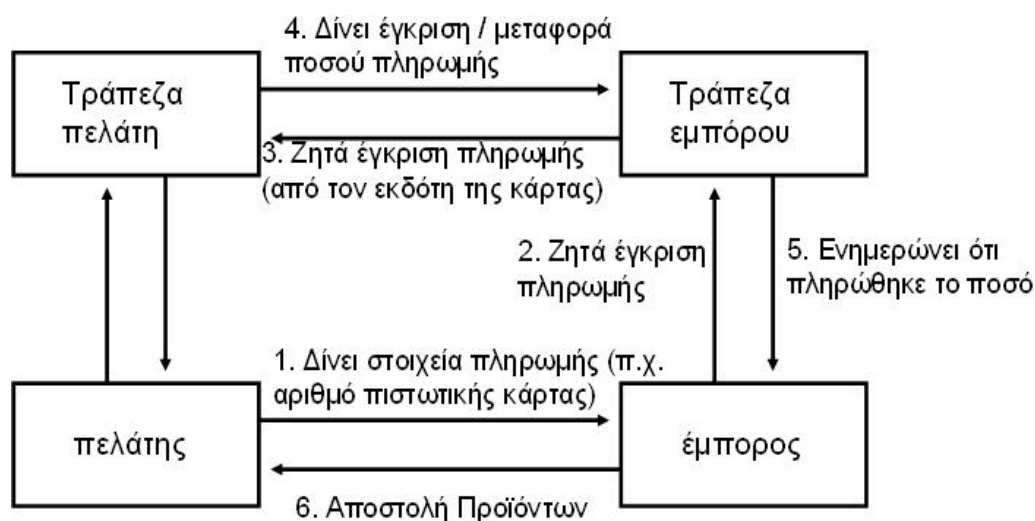 4. Δίνει έγκριση / μεταφορά
ποσού πληρωμής
Τράπεζα
πελάτη
Τράπεζα
εμπόρου
3. Ζητά έγκριση πληρωμής
(από τον εκδότη της κάρτας)
2. Ζητά έγκριση
πληρωμής
5. Ενημερώνει ότι
πληρώθηκε το ποσό
1. Δίνει στοιχεία πληρωμής (π.χ.
αριθμό πιστωτικής κάρτας)
πελάτης
έμπορος
6. Αποστολή Προϊόντων